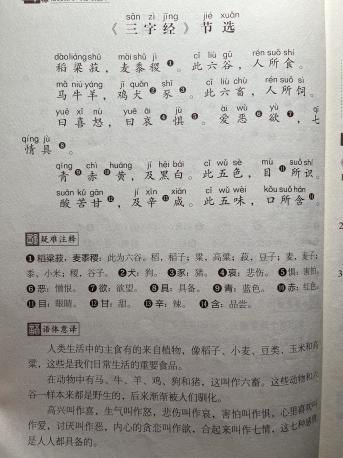 sān zì jīng jié xuǎn
《三字经》节选
dàoliángshū mài shǔ jì cǐ liù gǔ rén suǒ shí
稻粱菽，麦黍稷❶。此六谷，人所食。
mǎ niú yáng jī quǎn shǐ cǐ liù chù rén suǒ sì
马牛羊，鸡犬❷豕❸。此六畜，人所饲。
yuē xǐ nù yuē āi jù ài wù yù qī
曰喜怒，曰哀❹惧❺。爱恶❻欲❼，七
qíng jù
情具❽。
qīng chì huáng jí hēi bái cǐ wǔ sè mù suǒ shí
青❾赤❿黄，及黑白。此五色，目⓫所识。
suān kǔ gān jí xīn xián cǐ wǔ wèi kǒu suǒ hán
酸苦甘⓬，及辛⓭咸。此五味，口所含⓮。
疑难注释
❶稻粱菽，麦黍稷：此为六谷。稻，稻子；粱，高粱；菽，豆子；麦，麦子；
黍，小米；稷，谷子。❷犬：狗。❸豕：猪。❹哀：悲伤。❺惧：害怕。
❻恶：憎恨。❼欲：欲望。❽具：具备。❾青：蓝色。❿赤：红色。
⓫目：眼睛。⓬甘：甜。⓭辛：辣。⓮含：品尝。
语体意译
人类生活中的主食有的来自植物，像稻子、小麦、豆类、玉米和高
粱，这些是我们日常生活的重要食品。
在动物中有马、牛、羊、鸡、狗和猪，这叫作六畜。这些动物和六
谷一样本来都是野生的，后来渐渐被人们驯化。
高兴叫作喜，生气叫作怒，悲伤叫作哀，害怕叫作惧，心里喜欢叫
作爱，讨厌叫作恶，内心的贪恋叫作欲，合起来叫作七情，这七种感情
是人人都具备的。